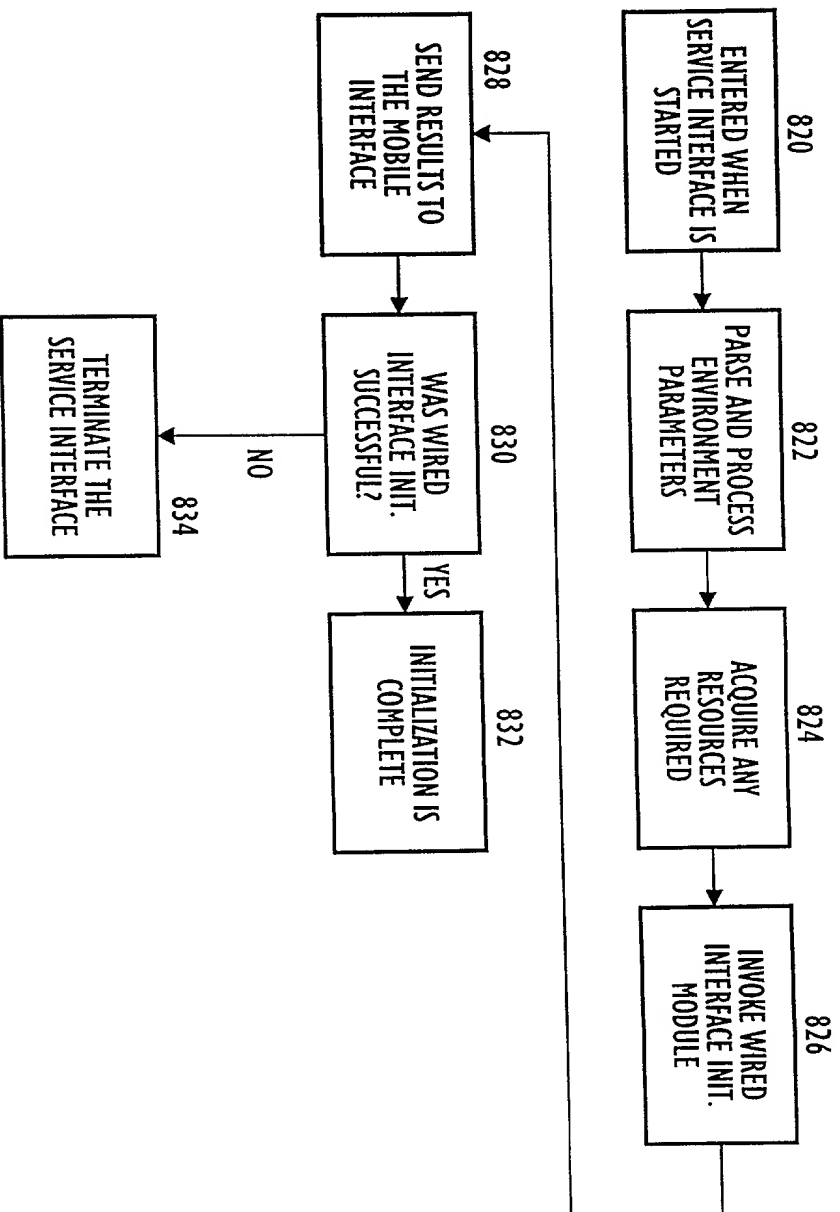 820
ENTERED WHEN
SERVICE INTERFACE IS
STARTED
822
PARSE AND PROCESS
ENVIRONMENT
PARAMETERS
824
ACQUIRE ANY
RESOURCES
REQUIRED
826
INVOKE WIRED
INTERFACE INIT.
MODULE
828
SEND RESULTS TO
THE MOBILE
INTERFACE
830
WAS WIRED
INTERFACE INIT.
SUCCESSFUL?
YES
832
INITIALIZATION IS
COMPLETE
NO
834
TERMINATE THE
SERVICE INTERFACE